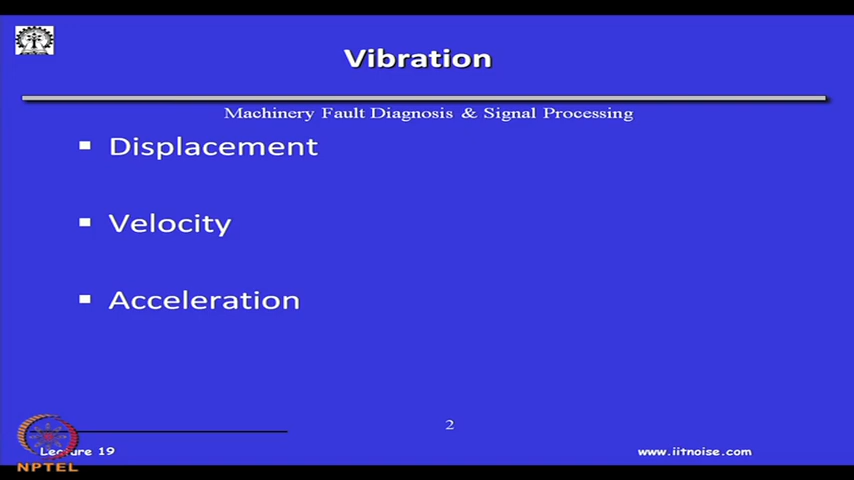 Vibration
Machinery Fault Diagnosis & Signal Processing
Displacement
Velocity
Acceleration
2
Lecture 19
www.iitnoise.com
NPTEL